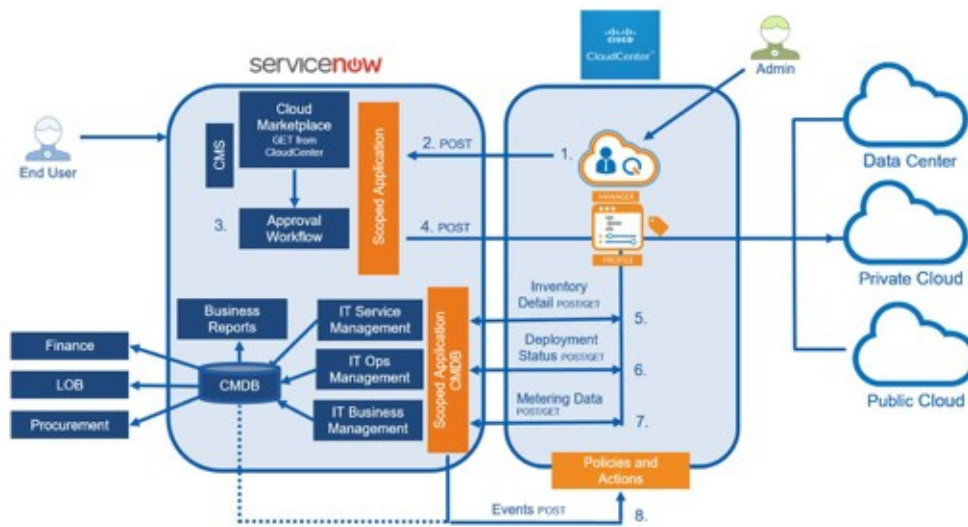 servicenow
CISCO
CloudCenter™
Admin
End User
CMS
Cloud
Marketplace
GET from
CloudCenter
Scoped Application
2. POST
1.
MANAGER
3.
Approval
Workflow
4. POST
PROFILE
Data Center
Private Cloud
Public Cloud
Business
Reports
IT Service
Management
IT Ops
Management
IT Business
Management
Scoped Application
CMDB
Inventory
Detail POST/GET
5.
Deployment
Status POST/GET
6.
Metering Data
POST/GET
7.
Finance
LOB
Procurement
CMDB
Policies and
Actions
Events POST
8.